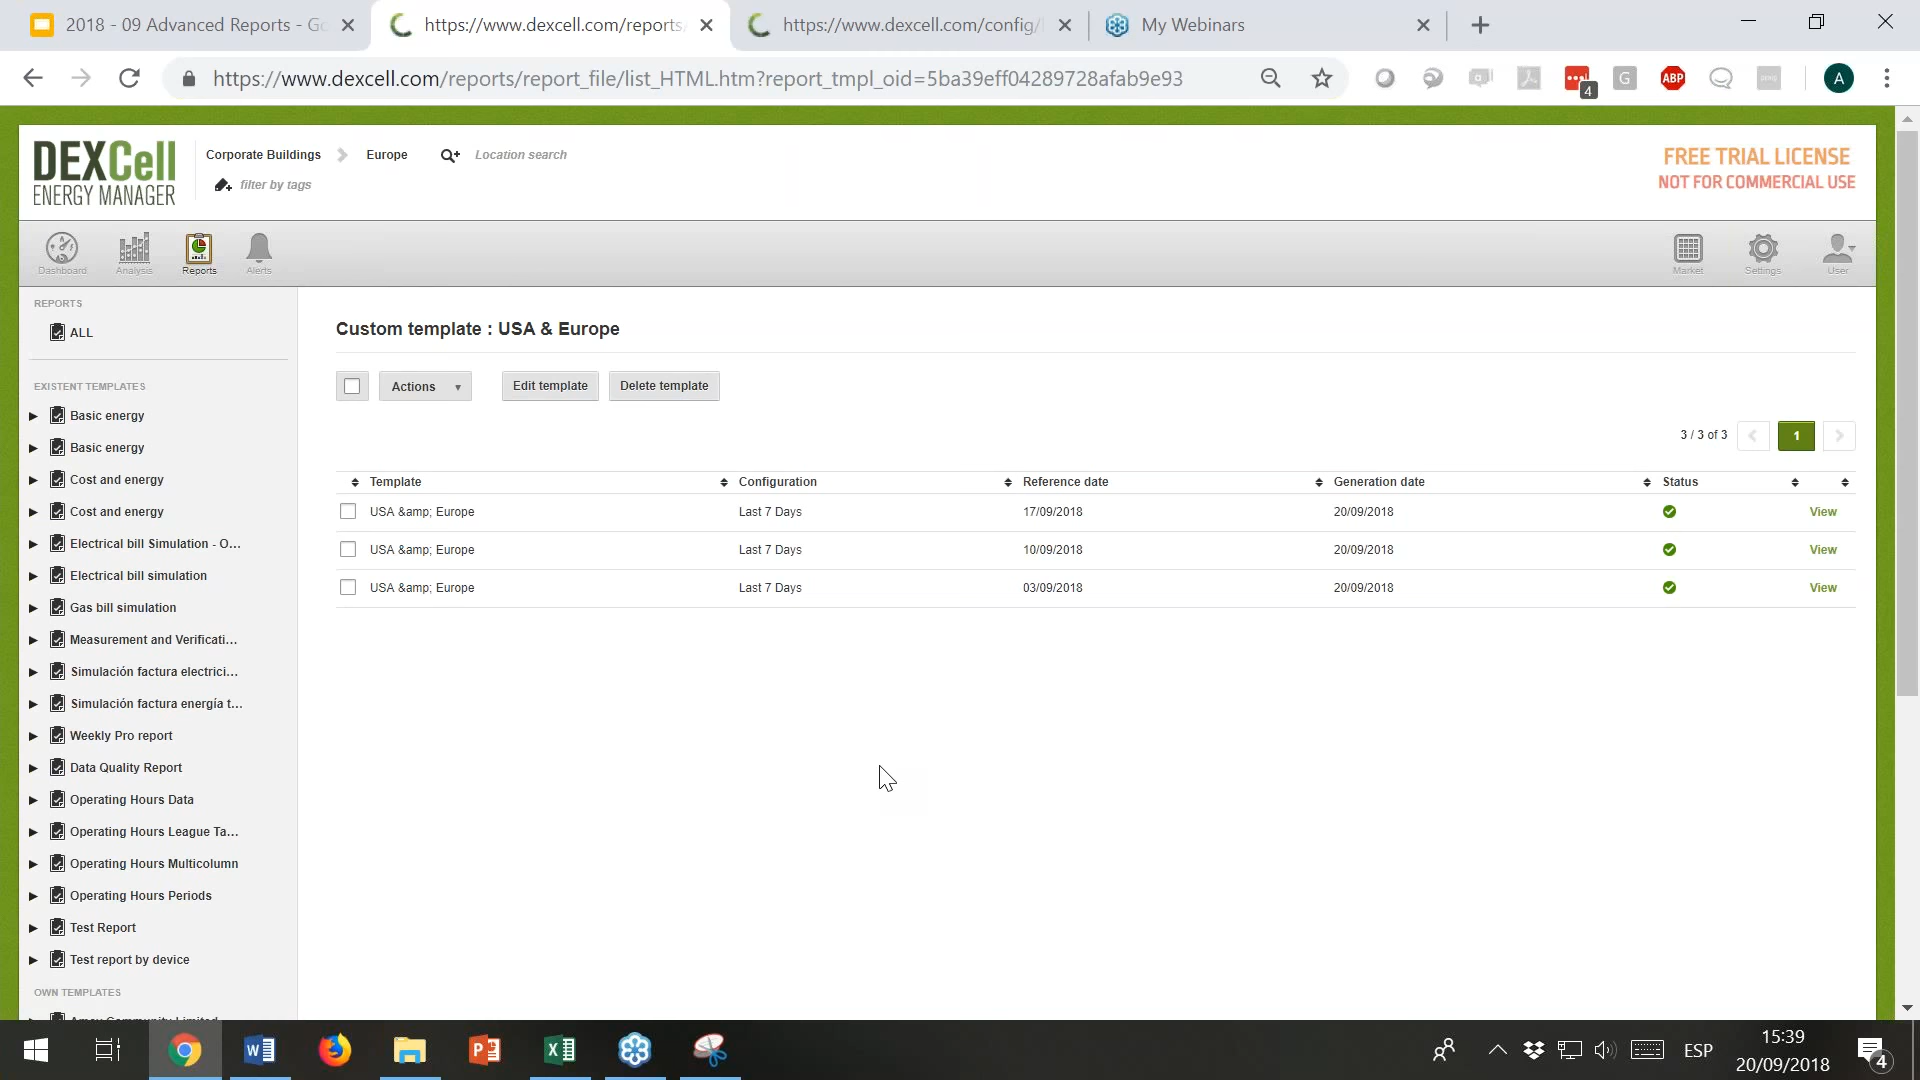 2018 - 09 Advanced Reports - Go
https://www.dexcell.com/reports
https://www.dexcell.com/config/
My Webinars
https://www.dexcell.com/reports/report_file/list_HTML.htm?report_tmpl_oid=5ba39eff04289728afab9e93
4
G
ABP
A
DEXCell
ENERGY MANAGER
Corporate Buildings
Europe
Location search
filter by tags
FREE TRIAL LICENSE
NOT FOR COMMERCIAL USE
Dashboard
Analysis
Reports
Alerts
Market
Settings
User
REPORTS
ALL
EXISTENT TEMPLATES
Basic energy
Basic energy
Cost and energy
Cost and energy
Electrical bill Simulation - O...
Electrical bill simulation
Gas bill simulation
Measurement and Verificati...
Simulación factura electrici...
Simulación factura energía t...
Weekly Pro report
Data Quality Report
Operating Hours Data
Operating Hours League Ta...
Operating Hours Multicolumn
Operating Hours Periods
Test Report
Test report by device
OWN TEMPLATES
Custom template : USA & Europe
Actions
Edit template
Delete template
3 / 3 of 3
1
Template Configuration Reference date Generation date Status
USA &amp; Europe Last 7 Days 17/09/2018 20/09/2018 View
USA &amp; Europe Last 7 Days 10/09/2018 20/09/2018 View
USA &amp; Europe Last 7 Days 03/09/2018 20/09/2018 View
ESP
15:39
20/09/2018
4